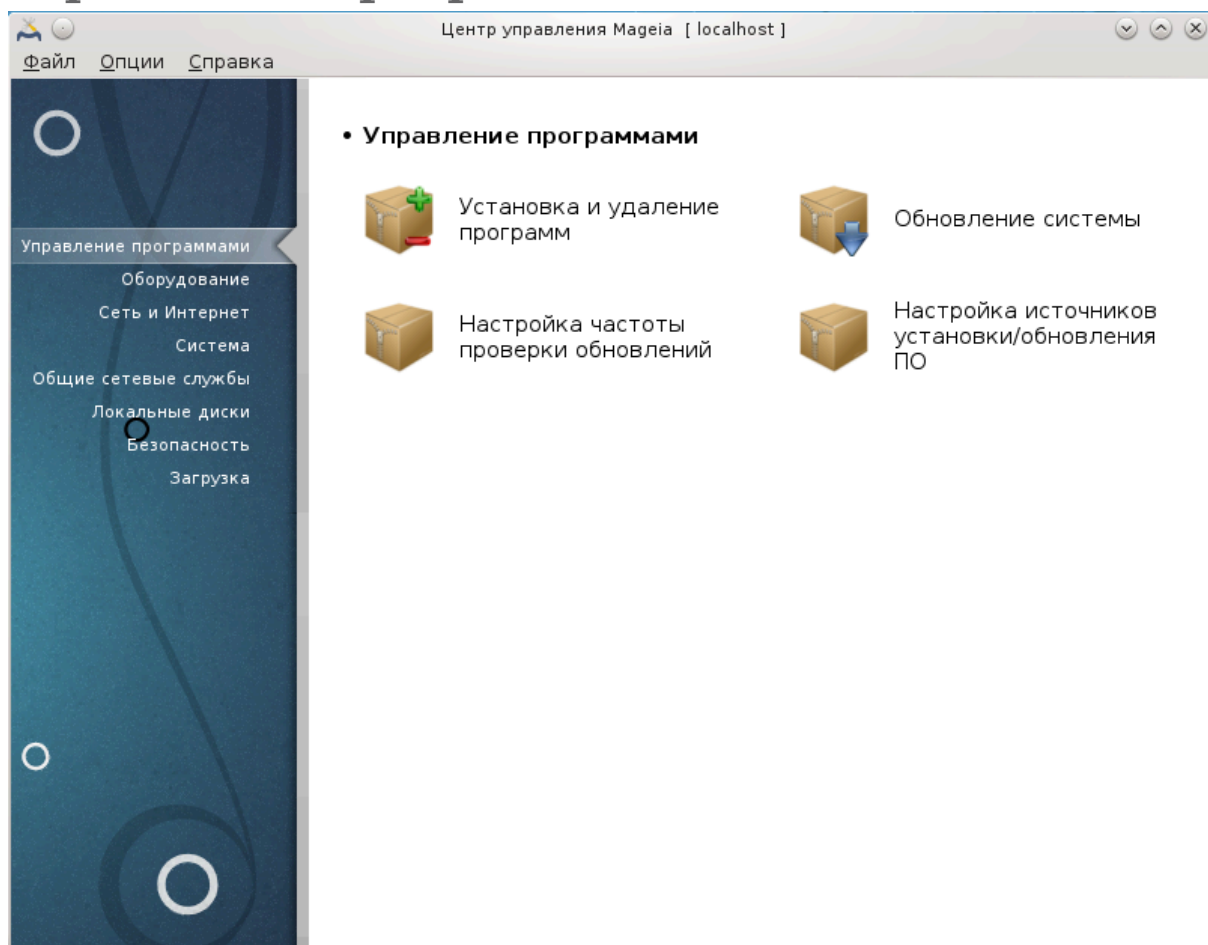 Центр управления Mageia [ localhost ]
Файл Опции Справка
Управление программами
Оборудование
Сеть и Интернет
Система
Общие сетевые службы
Локальные диски
Безопасность
Загрузка
• Управление программами
Установка и удаление
программ
Обновление системы
Настройка частоты
проверки обновлений
Настройка источников
установки/обновления
ПО